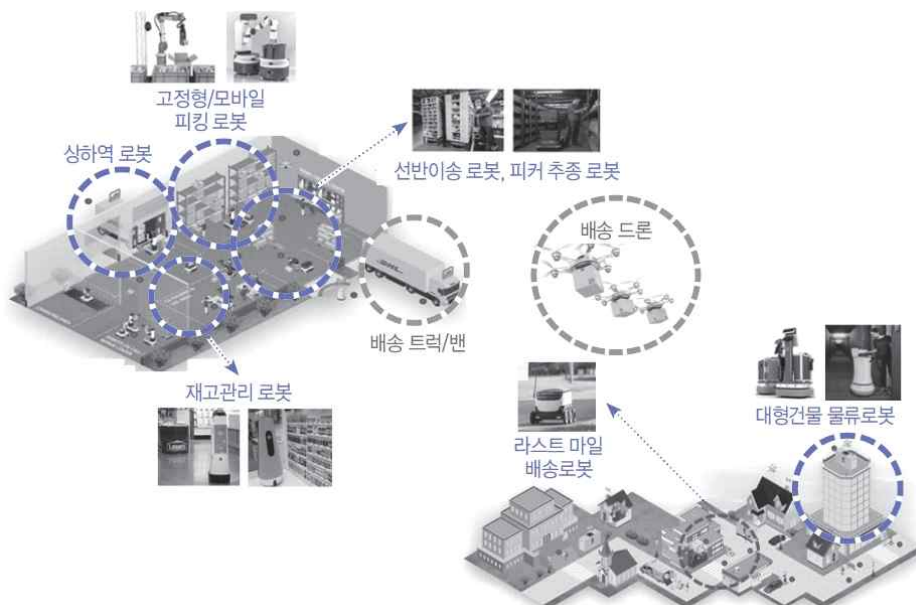 고정형/모바일
피킹 로봇
상하역 로봇
선반이송 로봇, 피커 추종 로봇
배송 드론
배송 트럭/밴
재고관리 로봇
라스트 마일
배송로봇
대형건물 물류로봇